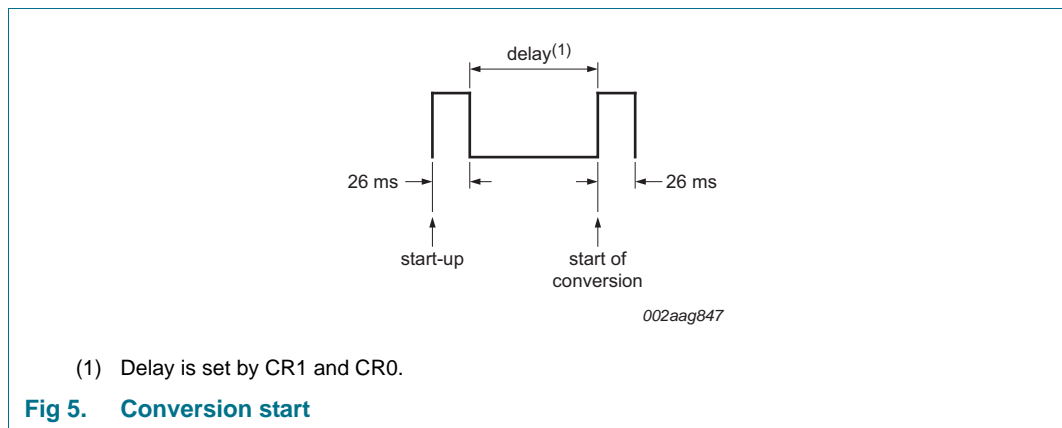 delay(1)
26 ms
26 ms
start-up
start of
conversion
002aag847
(1) Delay is set by CR1 and CR0.
Fig 5. Conversion start